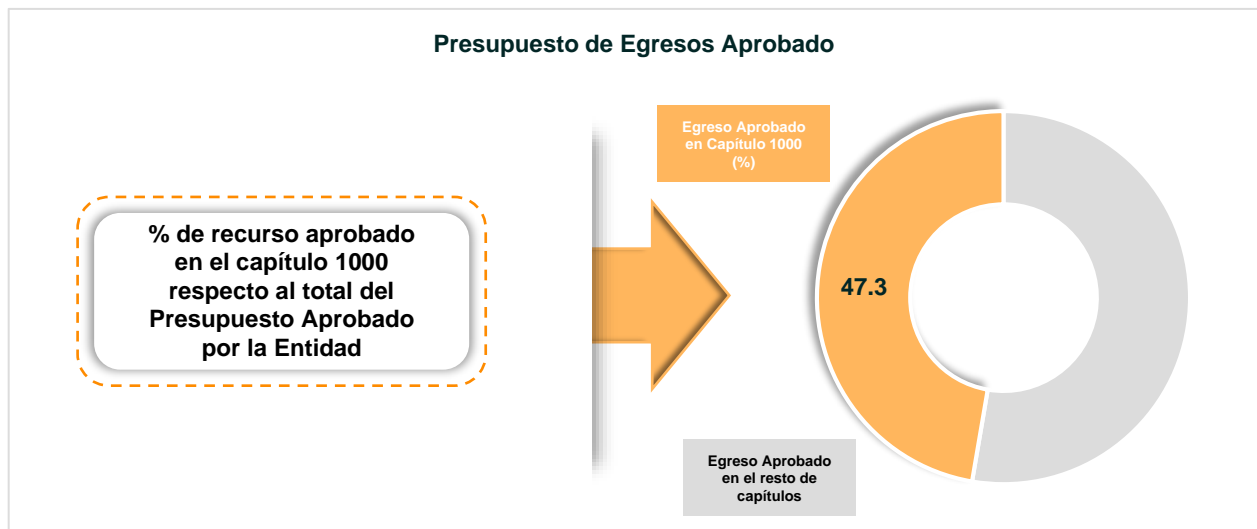 Presupuesto de Egresos Aprobado
% de recurso aprobado
en el capítulo 1000
respecto al total del
Presupuesto Aprobado
por la Entidad
Egreso Aprobado
en Capítulo 1000
(%)
47.3
Egreso Aprobado
en el resto de
capítulos